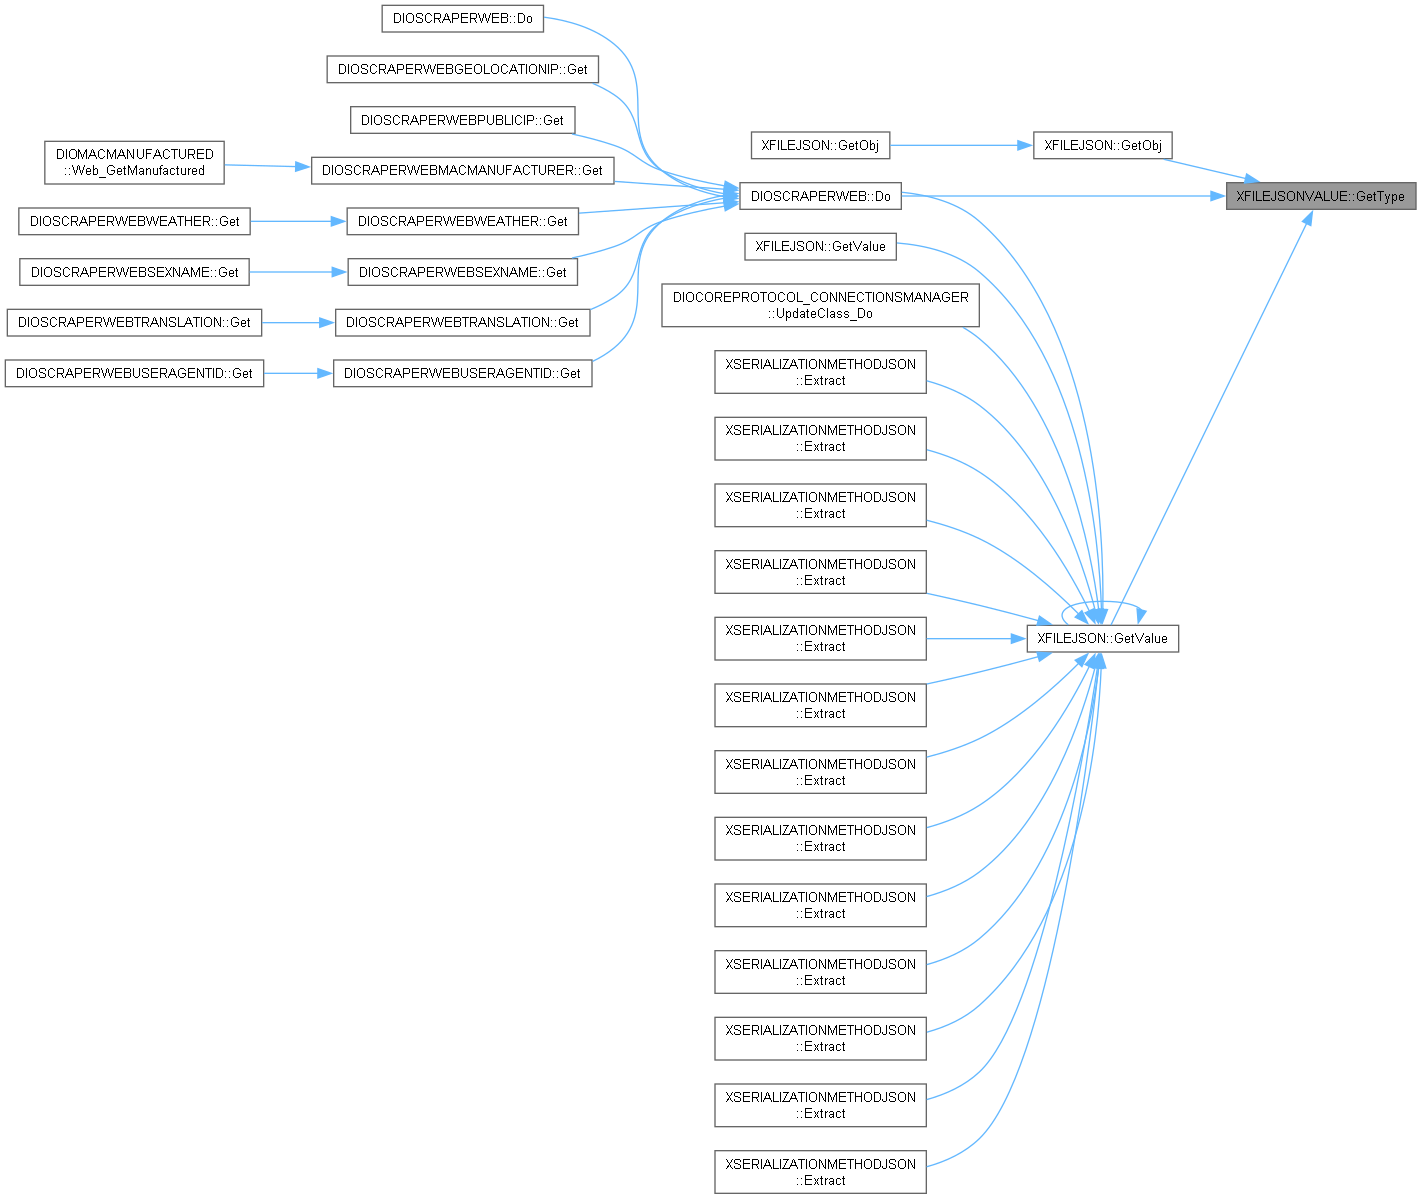 DIOSCRAPERWEB::Do
DIOSCRAPERWEBGEOLOCATIONIP::Get
DIOSCRAPERWEBPUBLICIP::Get
XFILEJSON::GetObj
XFILEJSON::GetObj
DIOMACMANUFACTURED
::Web_GetManufactured
DIOSCRAPERWEBMACMANUFACTURER::Get
DIOSCRAPERWEB::Do
XFILEJSONVALUE::GetType
DIOSCRAPERWEBWEATHER::Get
DIOSCRAPERWEBWEATHER::Get
XFILEJSON::GetValue
DIOSCRAPERWEBSEXNAME::Get
DIOSCRAPERWEBSEXNAME::Get
DIOCOREPROTOCOL_CONNECTIONSMANAGER
::UpdateClass_Do
DIOSCRAPERWEBTRANSLATION::Get
DIOSCRAPERWEBTRANSLATION::Get
DIOSCRAPERWEBUSERAGENTID::Get
DIOSCRAPERWEBUSERAGENTID::Get
XSERIALIZATIONMETHODJSON
::Extract
XSERIALIZATIONMETHODJSON
::Extract
XSERIALIZATIONMETHODJSON
::Extract
XSERIALIZATIONMETHODJSON
::Extract
XSERIALIZATIONMETHODJSON
::Extract
XFILEJSON::GetValue
XSERIALIZATIONMETHODJSON
::Extract
XSERIALIZATIONMETHODJSON
::Extract
XSERIALIZATIONMETHODJSON
::Extract
XSERIALIZATIONMETHODJSON
::Extract
XSERIALIZATIONMETHODJSON
::Extract
XSERIALIZATIONMETHODJSON
::Extract
XSERIALIZATIONMETHODJSON
::Extract
XSERIALIZATIONMETHODJSON
::Extract